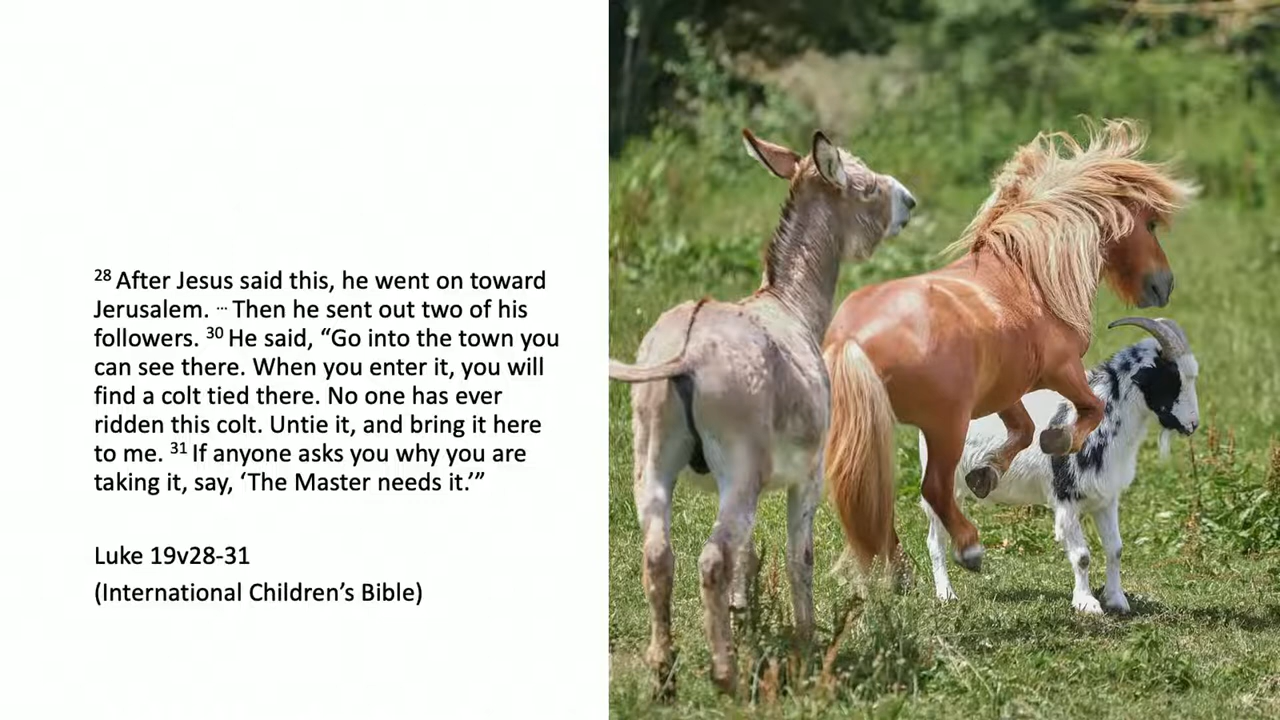 28 After Jesus said this, he went on toward
Jerusalem. ... Then he sent out two of his
followers. 30 He said, “Go into the town you
can see there. When you enter it, you will
find a colt tied there. No one has ever
ridden this colt. Untie it, and bring it here
to me. 31 If anyone asks you why you are
taking it, say, ‘The Master needs it.’”
Luke 19v28-31
(International Children’s Bible)